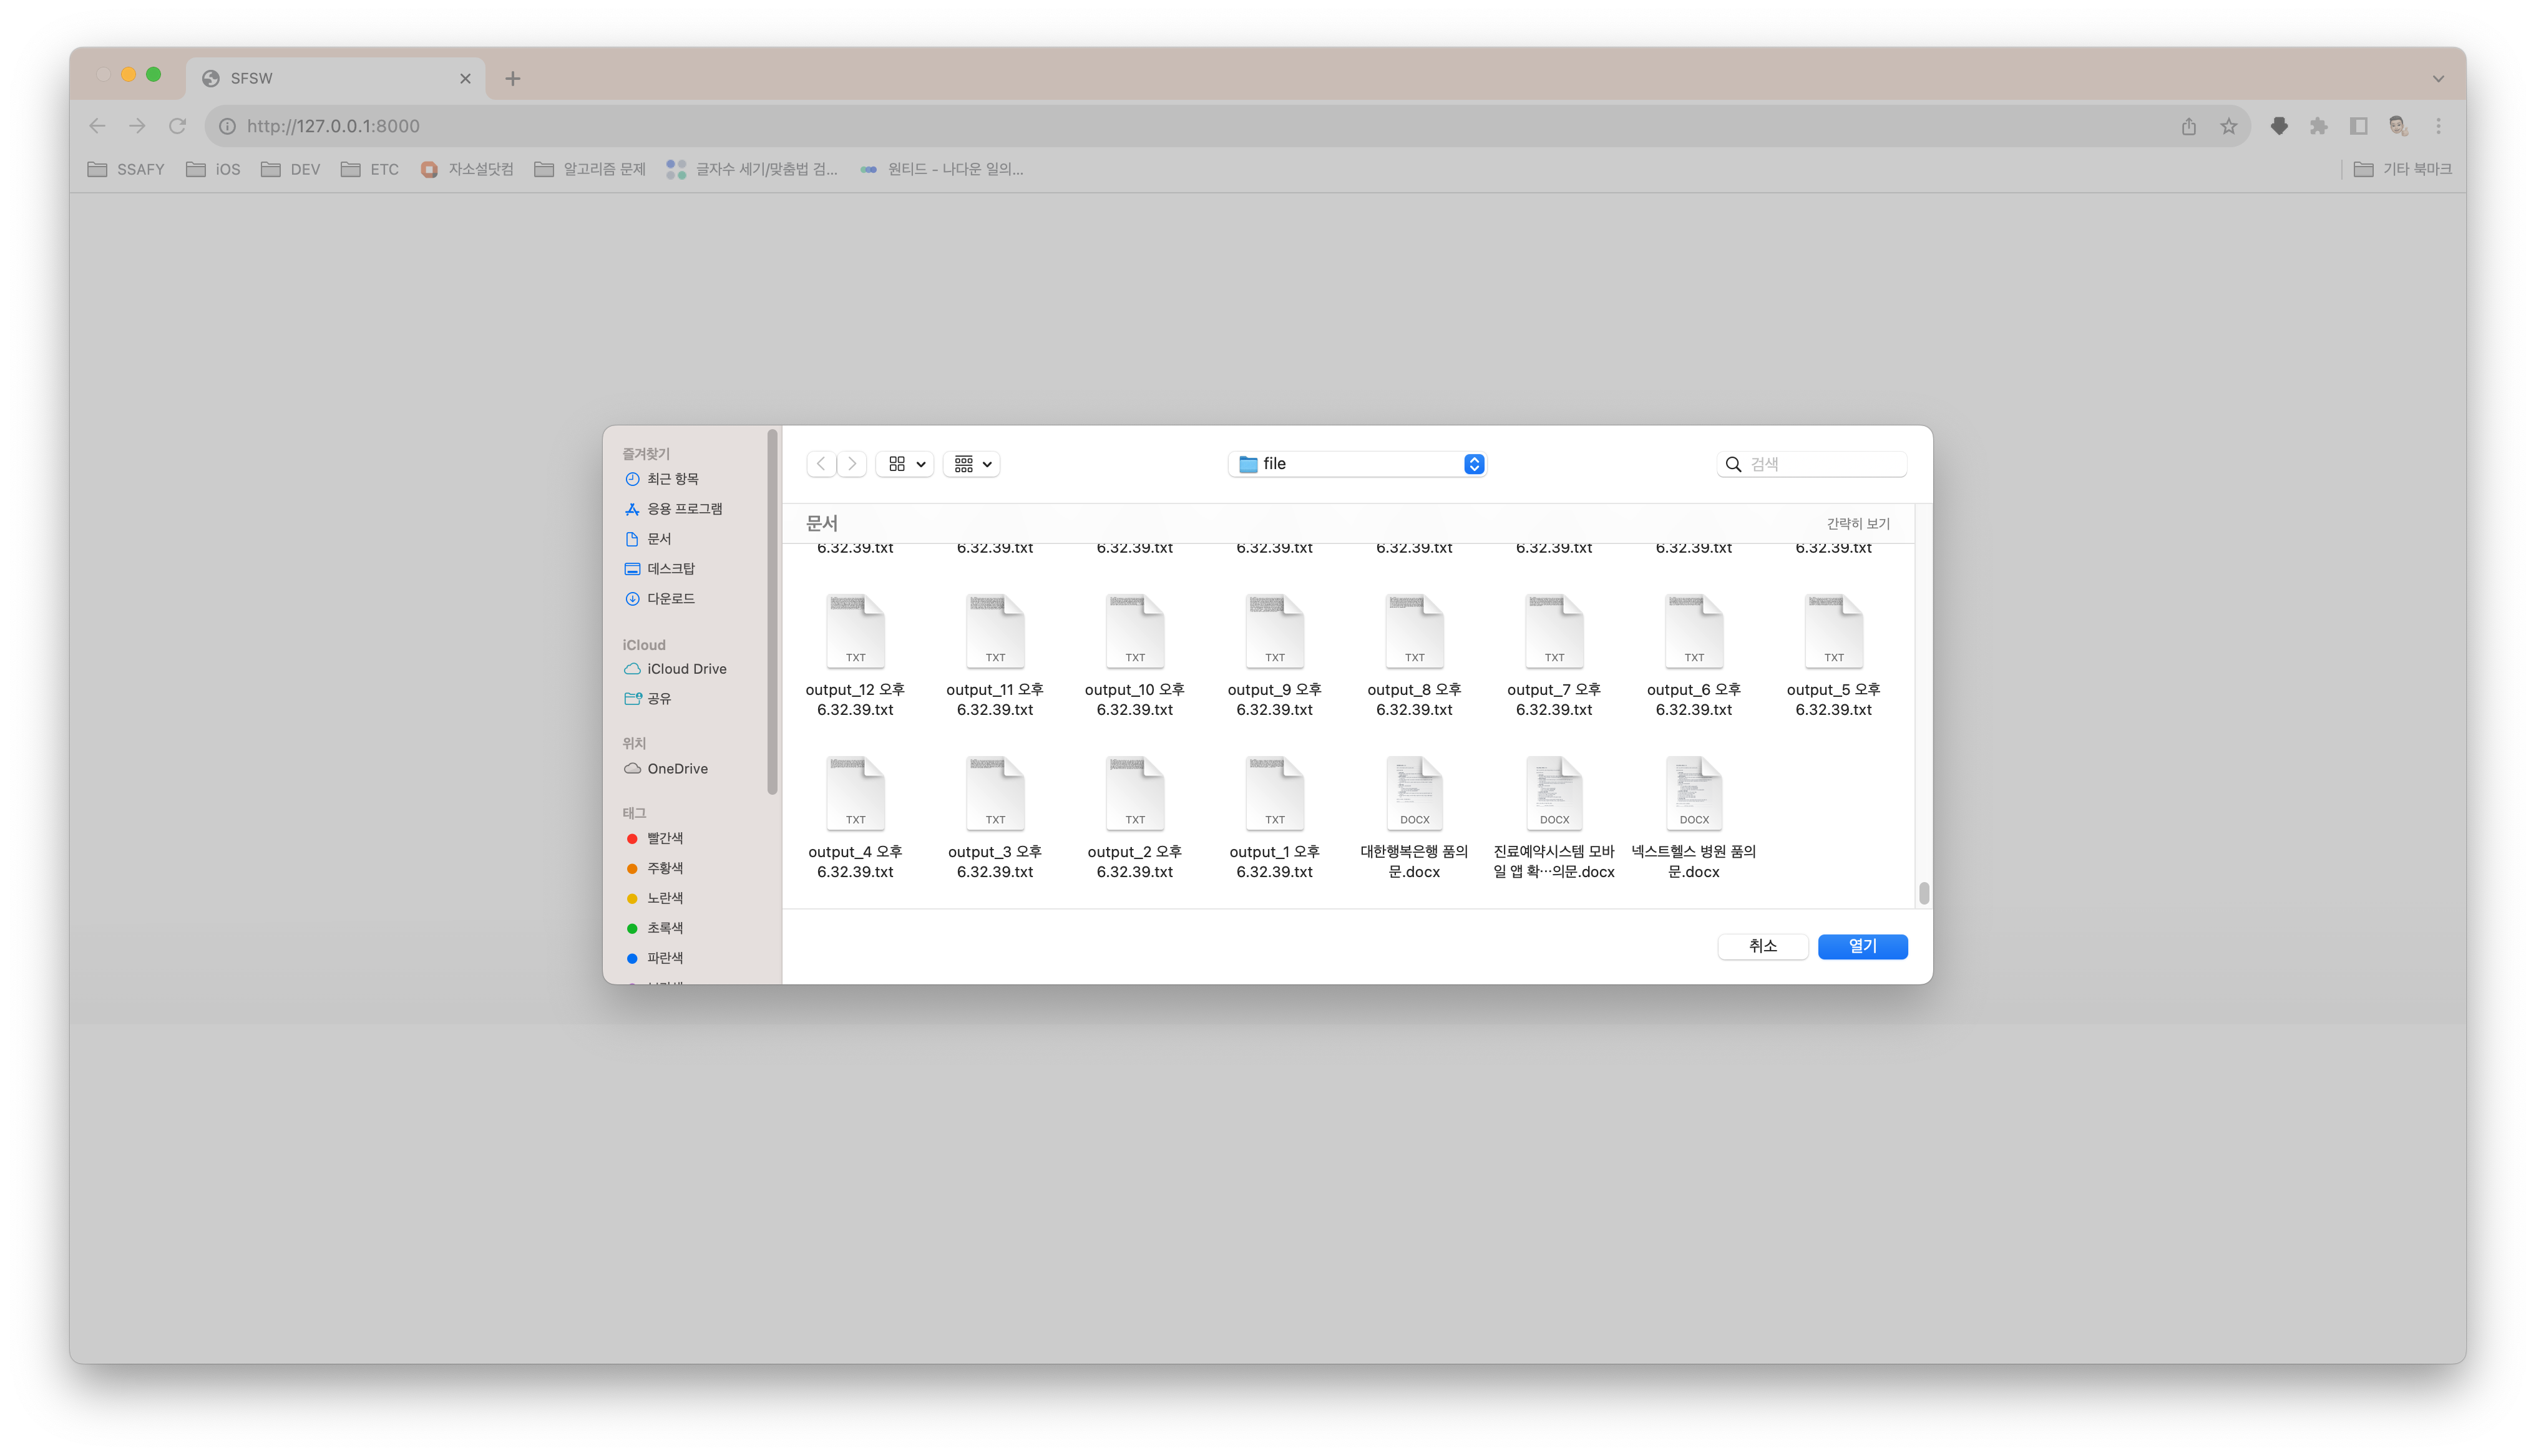 SFSW
http://127.0.0.1:8000
SSAFY iOS DEV ETC 자소설닷컴 알고리즘 문제 글자수 세기/맞춤법 검... 원티드 - 나다운 일의... 기타 북마크
즐겨찾기
최근 항목
응용 프로그램
문서
데스크탑
다운로드
iCloud
iCloud Drive
공유
위치
OneDrive
태그
빨간색
주황색
노란색
초록색
파란색
file
검색
문서 간략히 보기
6.32.39.txt 6.32.39.txt 6.32.39.txt 6.32.39.txt 6.32.39.txt 6.32.39.txt 6.32.39.txt 6.32.39.txt
TXT TXT TXT TXT TXT TXT TXT TXT
output_12 오후 output_11 오후 output_10 오후 output_9 오후 output_8 오후 output_7 오후 output_6 오후 output_5 오후
6.32.39.txt 6.32.39.txt 6.32.39.txt 6.32.39.txt 6.32.39.txt 6.32.39.txt 6.32.39.txt 6.32.39.txt
TXT TXT TXT TXT DOCX DOCX DOCX
output_4 오후 output_3 오후 output_2 오후 output_1 오후 대한행복은행 품의 진료예약시스템 모바 넥스트헬스 병원 품의
6.32.39.txt 6.32.39.txt 6.32.39.txt 6.32.39.txt 문.docx 일 앱 확…의문.docx 문.docx
취소 열기